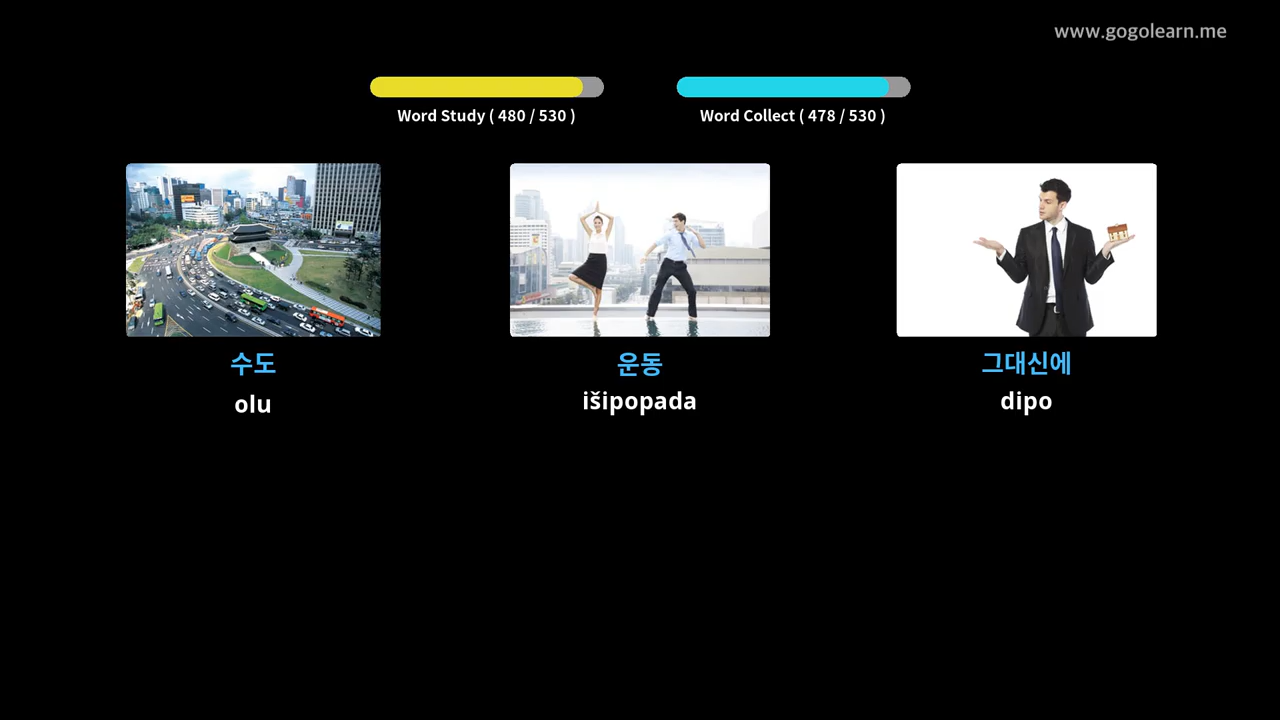 www.gogolearn.me
Word Study ( 480 / 530 )
Word Collect ( 478 / 530 )
수도
운동
그대신에
olu
išipopada
dipo